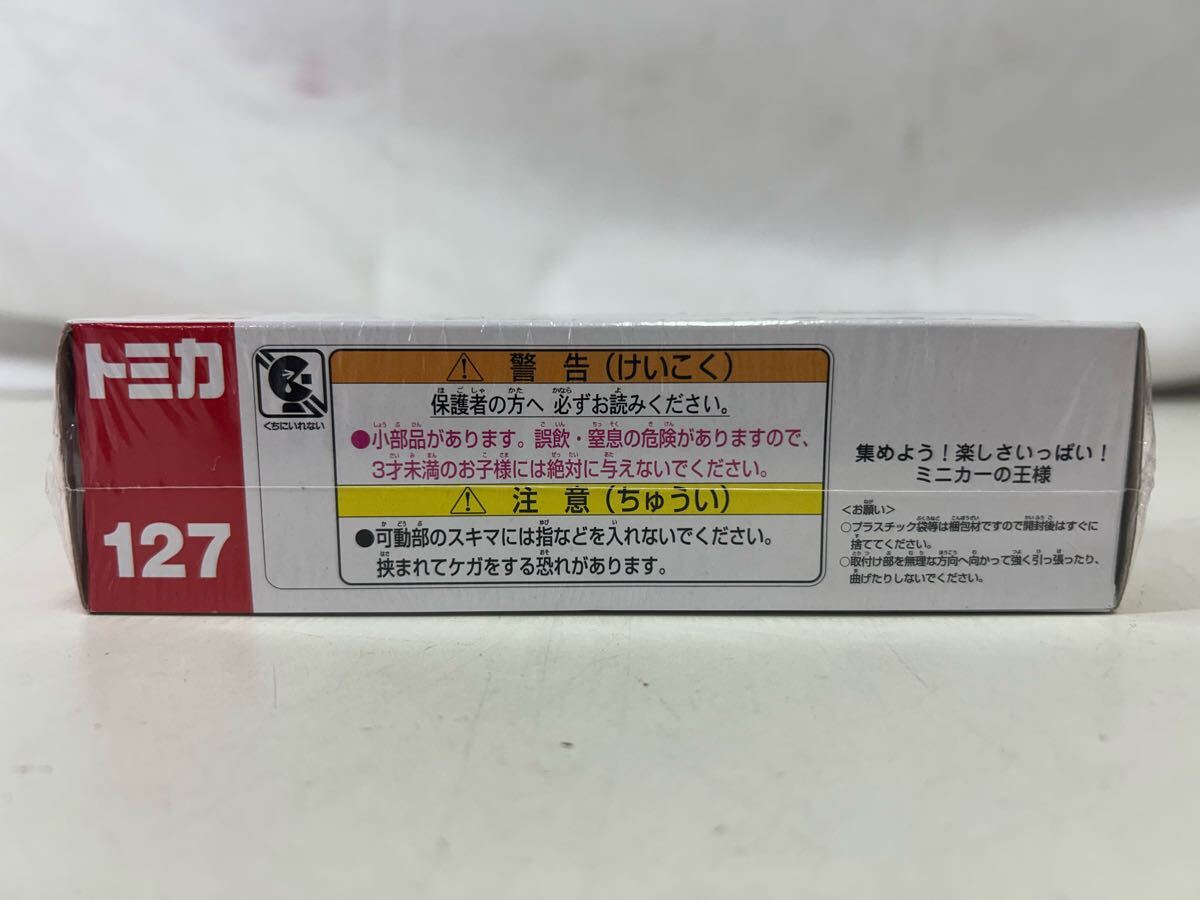 トミカ
127
くちにいれない
⚠ 警告（けいこく）
保護者の方へ 必ずお読みください。
●小部品があります。誤飲・窒息の危険がありますので、
3才未満のお子様には絶対に与えないでください。
⚠ 注意（ちゅうい）
●可動部のスキマには指などを入れないでください。
挟まれてケガをする恐れがあります。
集めよう！楽しさいっぱい！
ミニカーの王様
＜お願い＞
○プラスチック袋等は梱包材ですので開封後はすぐに
捨ててください。
○取付け部を無理な方向へ向かって強く引っ張ったり、
曲げたりしないでください。